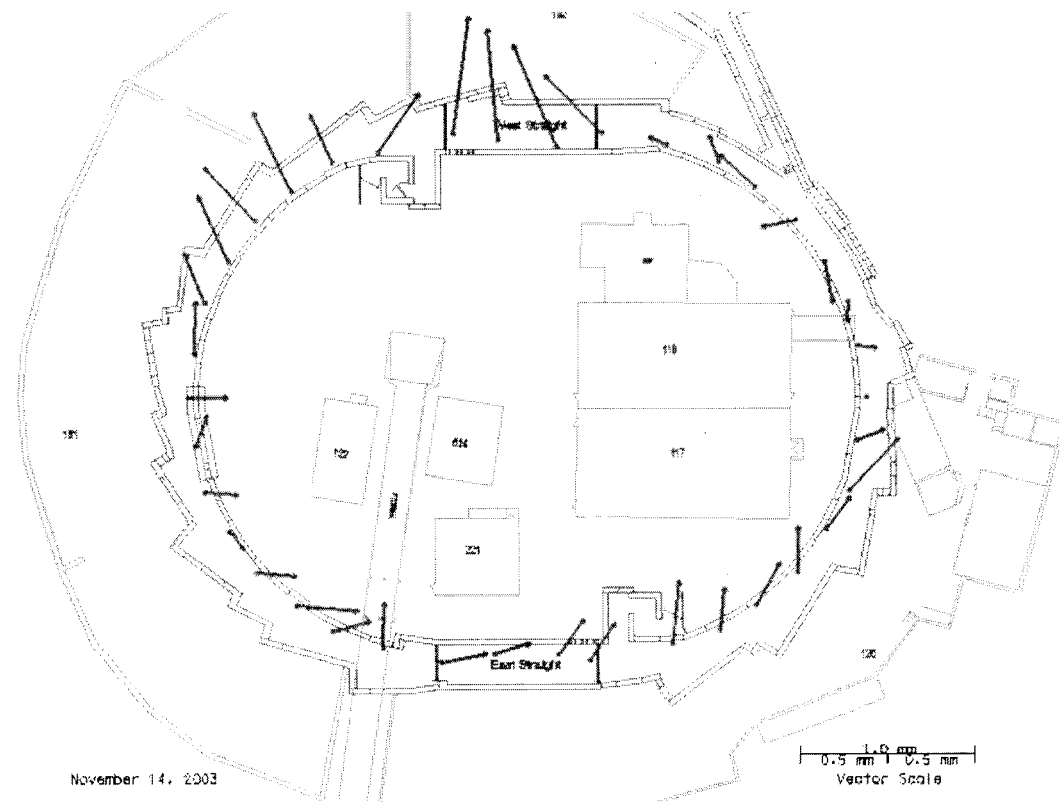 West Straight
118
117
122
221
East Straight
120
1.0 mm
0.5 mm 0.5 mm
Vector Scale
November 14, 2003